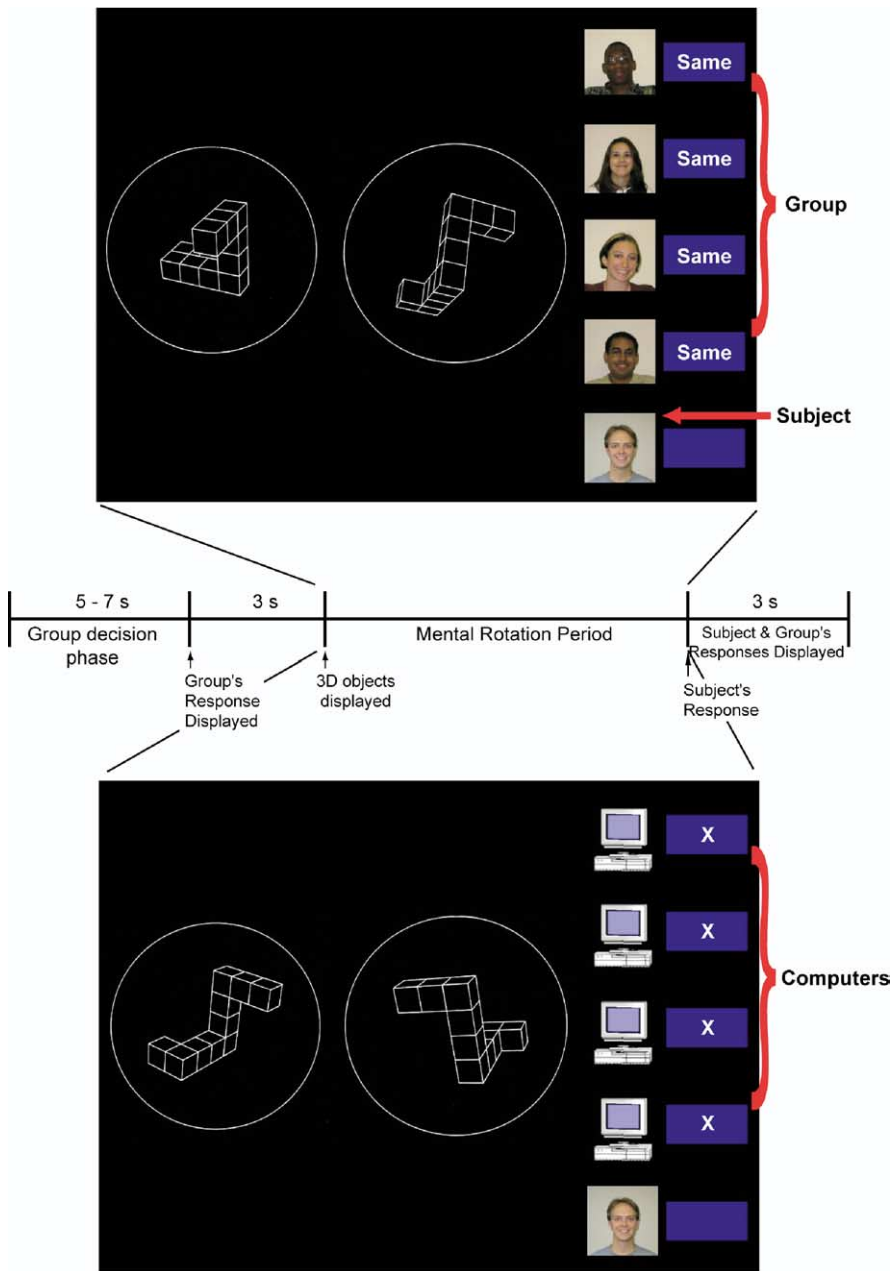 Same
Same
Group
Same
Same
Subject
5 - 7 s
3 s
3 s
Group decision
phase
Mental Rotation Period
Subject & Group's
Responses Displayed
Group's
Response
Displayed
3D objects
displayed
Subject's
Response
X
X
Computers
X
X